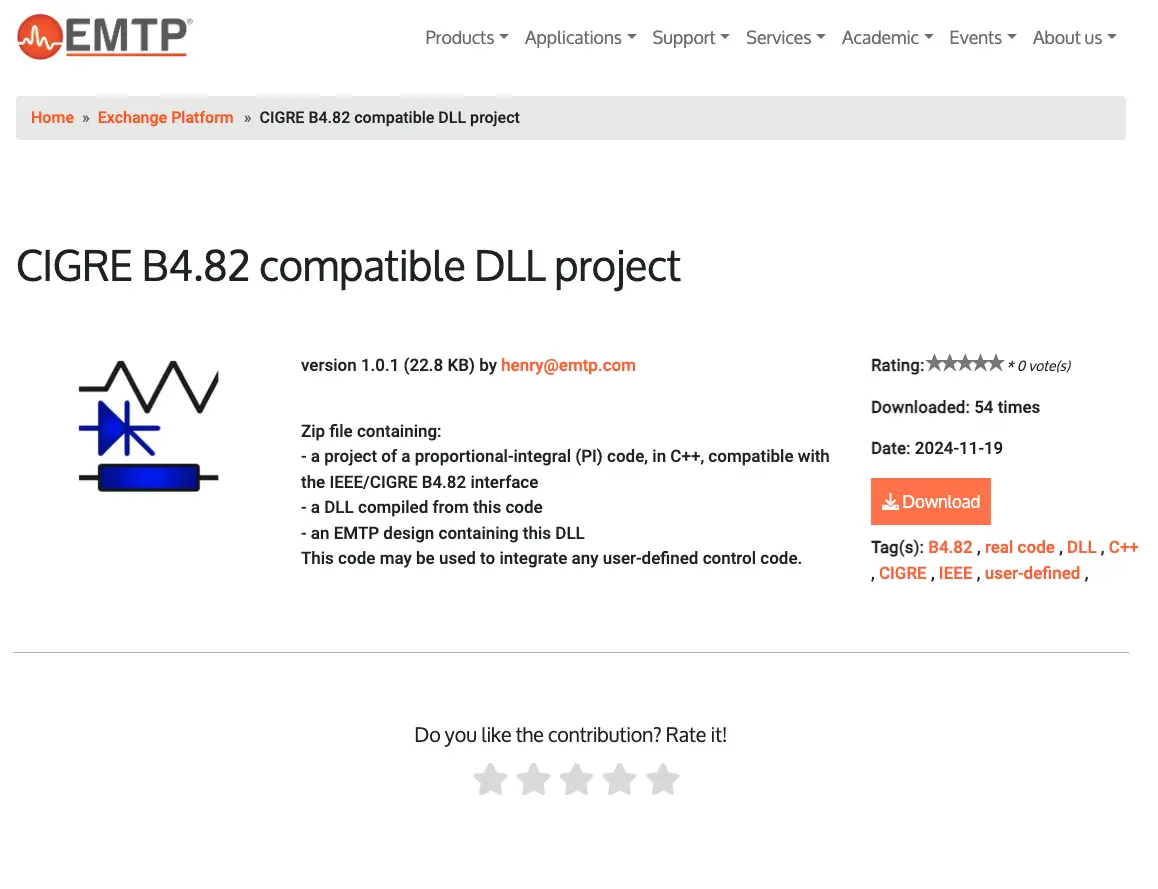 EMTP®
Products Applications Support Services Academic Events About us
Home » Exchange Platform » CIGRE B4.82 compatible DLL project
CIGRE B4.82 compatible DLL project
version 1.0.1 (22.8 KB) by henry@emtp.com
Zip file containing:
- a project of a proportional-integral (PI) code, in C++, compatible with
the IEEE/CIGRE B4.82 interface
- a DLL compiled from this code
- an EMTP design containing this DLL
This code may be used to integrate any user-defined control code.
Rating: * 0 vote(s)
Downloaded: 54 times
Date: 2024-11-19
Download
Tag(s): B4.82 , real code , DLL , C++
, CIGRE , IEEE , user-defined ,
Do you like the contribution? Rate it!